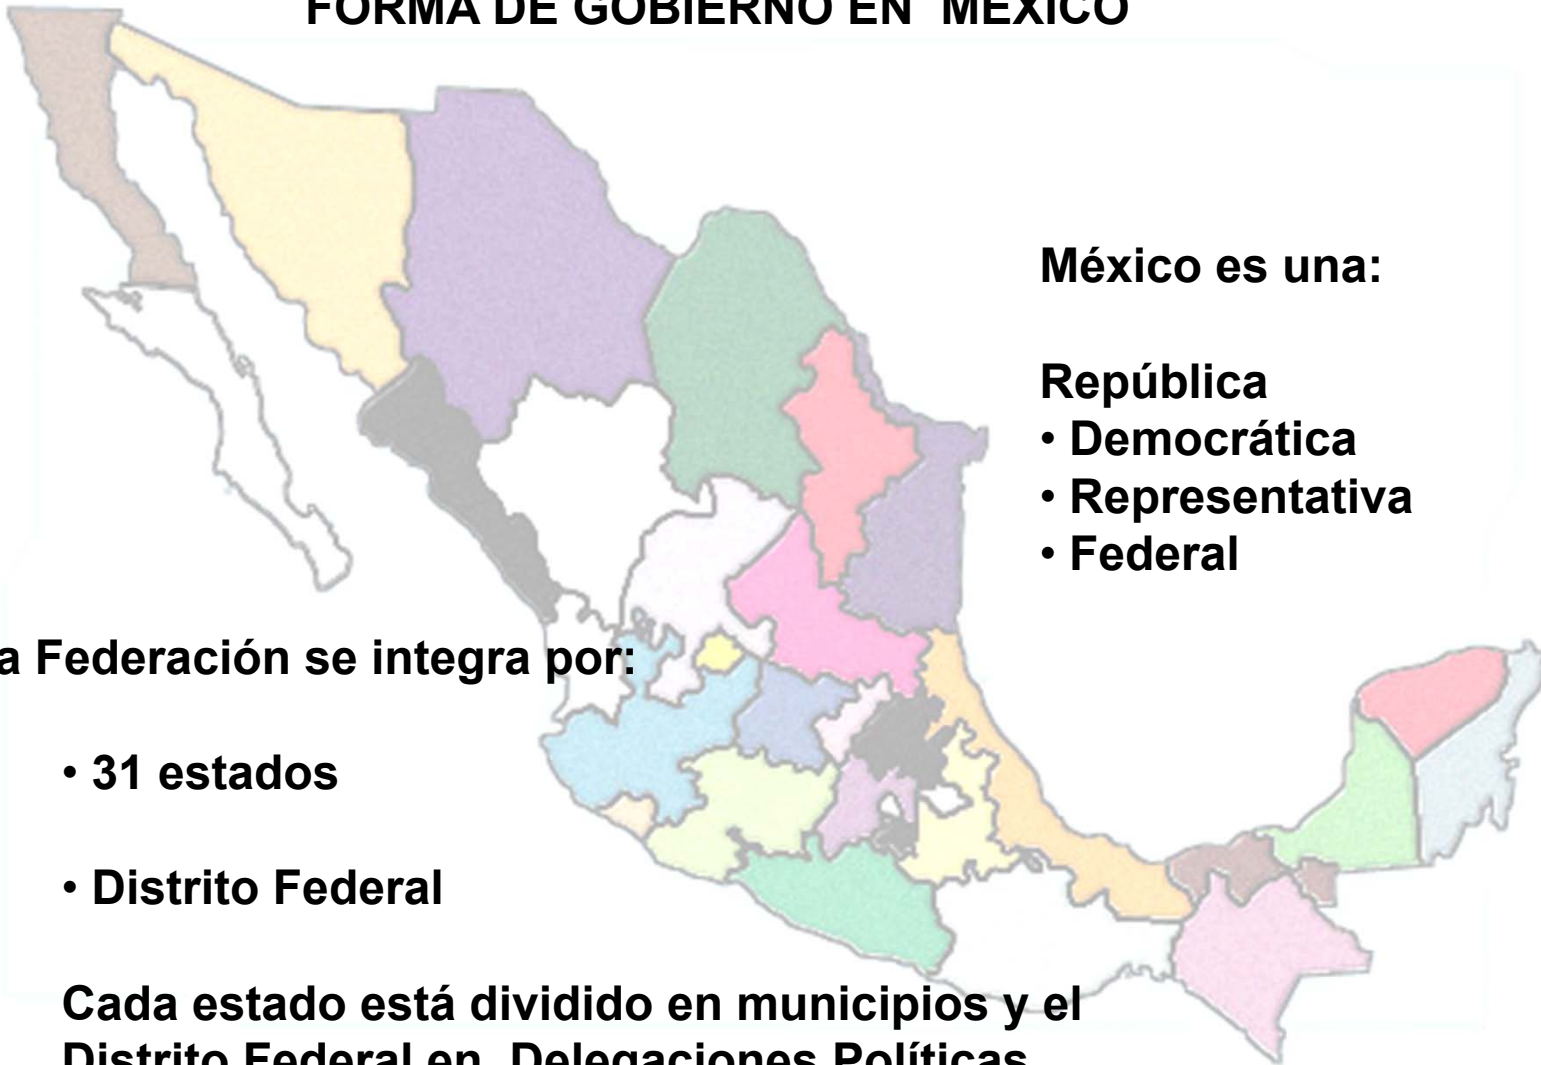 FORMA DE GOBIERNO EN MÉXICO
México es una:
República
• Democrática
• Representativa
• Federal
a Federación se integra por:
• 31 estados
• Distrito Federal
Cada estado está dividido en municipios y el
Distrito Federal en Delegaciones Políticas